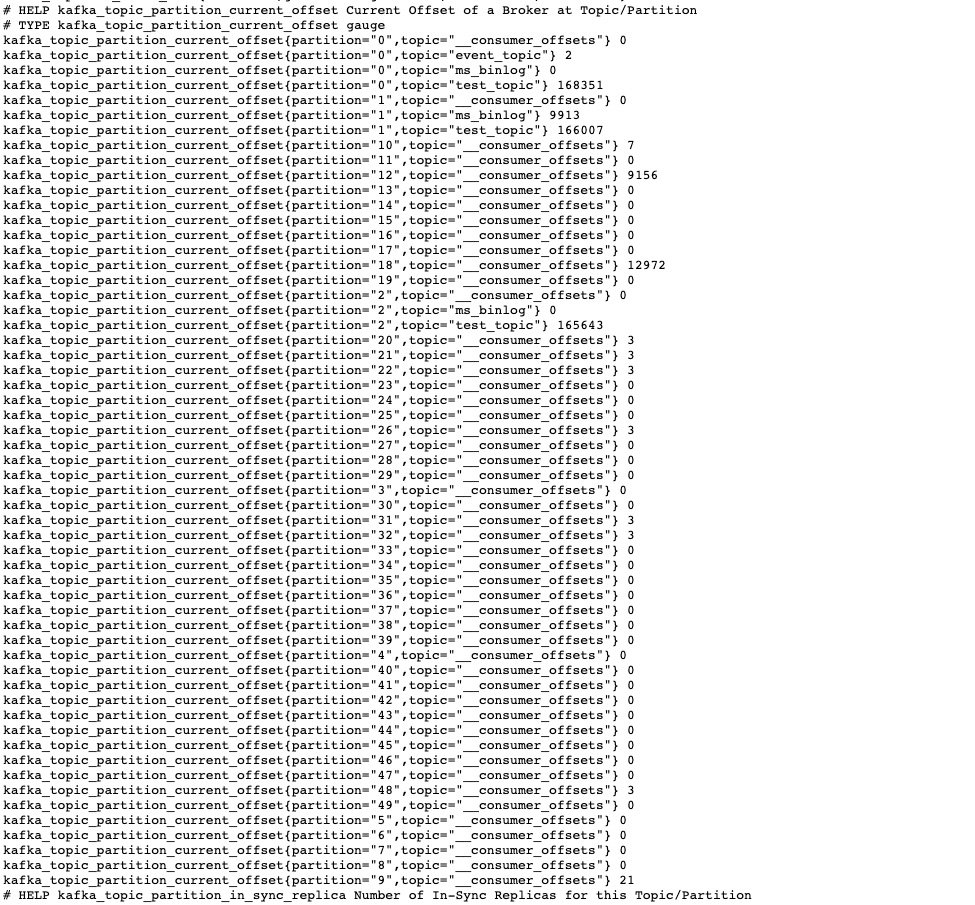 # HELP kafka_topic_partition_current_offset Current Offset of a Broker at Topic/Partition
# TYPE kafka_topic_partition_current_offset gauge
kafka_topic_partition_current_offset{partition="0",topic="__consumer_offsets"} 0
kafka_topic_partition_current_offset{partition="0",topic="event_topic"} 2
kafka_topic_partition_current_offset{partition="0",topic="ms_binlog"} 0
kafka_topic_partition_current_offset{partition="0",topic="test_topic"} 168351
kafka_topic_partition_current_offset{partition="1",topic="__consumer_offsets"} 0
kafka_topic_partition_current_offset{partition="1",topic="ms_binlog"} 9913
kafka_topic_partition_current_offset{partition="1",topic="test_topic"} 166007
kafka_topic_partition_current_offset{partition="10",topic="__consumer_offsets"} 7
kafka_topic_partition_current_offset{partition="11",topic="__consumer_offsets"} 0
kafka_topic_partition_current_offset{partition="12",topic="__consumer_offsets"} 9156
kafka_topic_partition_current_offset{partition="13",topic="__consumer_offsets"} 0
kafka_topic_partition_current_offset{partition="14",topic="__consumer_offsets"} 0
kafka_topic_partition_current_offset{partition="15",topic="__consumer_offsets"} 0
kafka_topic_partition_current_offset{partition="16",topic="__consumer_offsets"} 0
kafka_topic_partition_current_offset{partition="17",topic="__consumer_offsets"} 0
kafka_topic_partition_current_offset{partition="18",topic="__consumer_offsets"} 12972
kafka_topic_partition_current_offset{partition="19",topic="__consumer_offsets"} 0
kafka_topic_partition_current_offset{partition="2",topic="__consumer_offsets"} 0
kafka_topic_partition_current_offset{partition="2",topic="ms_binlog"} 0
kafka_topic_partition_current_offset{partition="2",topic="test_topic"} 165643
kafka_topic_partition_current_offset{partition="20",topic="__consumer_offsets"} 3
kafka_topic_partition_current_offset{partition="21",topic="__consumer_offsets"} 3
kafka_topic_partition_current_offset{partition="22",topic="__consumer_offsets"} 3
kafka_topic_partition_current_offset{partition="23",topic="__consumer_offsets"} 0
kafka_topic_partition_current_offset{partition="24",topic="__consumer_offsets"} 0
kafka_topic_partition_current_offset{partition="25",topic="__consumer_offsets"} 0
kafka_topic_partition_current_offset{partition="26",topic="__consumer_offsets"} 3
kafka_topic_partition_current_offset{partition="27",topic="__consumer_offsets"} 0
kafka_topic_partition_current_offset{partition="28",topic="__consumer_offsets"} 0
kafka_topic_partition_current_offset{partition="29",topic="__consumer_offsets"} 0
kafka_topic_partition_current_offset{partition="3",topic="__consumer_offsets"} 0
kafka_topic_partition_current_offset{partition="30",topic="__consumer_offsets"} 0
kafka_topic_partition_current_offset{partition="31",topic="__consumer_offsets"} 3
kafka_topic_partition_current_offset{partition="32",topic="__consumer_offsets"} 3
kafka_topic_partition_current_offset{partition="33",topic="__consumer_offsets"} 0
kafka_topic_partition_current_offset{partition="34",topic="__consumer_offsets"} 0
kafka_topic_partition_current_offset{partition="35",topic="__consumer_offsets"} 0
kafka_topic_partition_current_offset{partition="36",topic="__consumer_offsets"} 0
kafka_topic_partition_current_offset{partition="37",topic="__consumer_offsets"} 0
kafka_topic_partition_current_offset{partition="38",topic="__consumer_offsets"} 0
kafka_topic_partition_current_offset{partition="39",topic="__consumer_offsets"} 0
kafka_topic_partition_current_offset{partition="4",topic="__consumer_offsets"} 0
kafka_topic_partition_current_offset{partition="40",topic="__consumer_offsets"} 0
kafka_topic_partition_current_offset{partition="41",topic="__consumer_offsets"} 0
kafka_topic_partition_current_offset{partition="42",topic="__consumer_offsets"} 0
kafka_topic_partition_current_offset{partition="43",topic="__consumer_offsets"} 0
kafka_topic_partition_current_offset{partition="44",topic="__consumer_offsets"} 0
kafka_topic_partition_current_offset{partition="45",topic="__consumer_offsets"} 0
kafka_topic_partition_current_offset{partition="46",topic="__consumer_offsets"} 0
kafka_topic_partition_current_offset{partition="47",topic="__consumer_offsets"} 0
kafka_topic_partition_current_offset{partition="48",topic="__consumer_offsets"} 3
kafka_topic_partition_current_offset{partition="49",topic="__consumer_offsets"} 0
kafka_topic_partition_current_offset{partition="5",topic="__consumer_offsets"} 0
kafka_topic_partition_current_offset{partition="6",topic="__consumer_offsets"} 0
kafka_topic_partition_current_offset{partition="7",topic="__consumer_offsets"} 0
kafka_topic_partition_current_offset{partition="8",topic="__consumer_offsets"} 0
kafka_topic_partition_current_offset{partition="9",topic="__consumer_offsets"} 21
# HELP kafka_topic_partition_in_sync_replica Number of In-Sync Replicas for this Topic/Partition